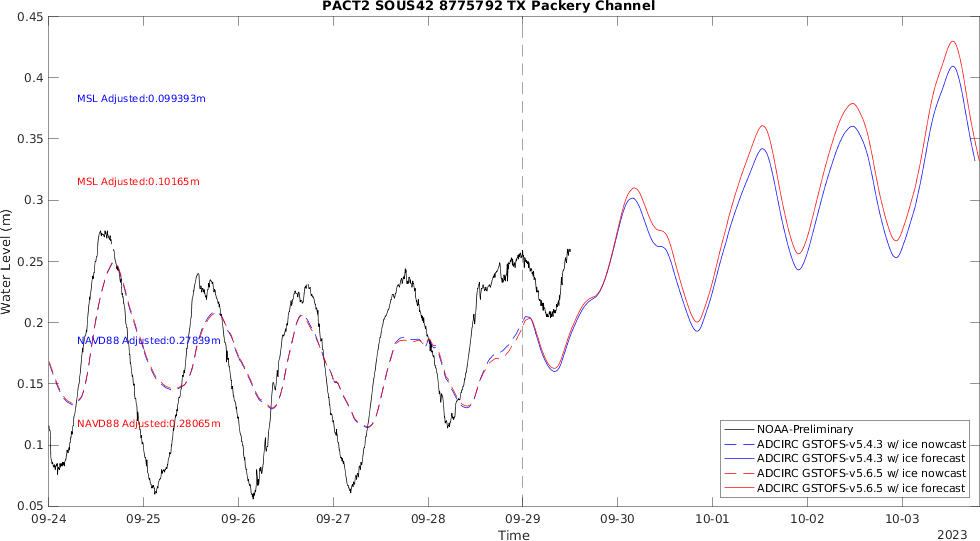 PACT2 SOUS42 8775792 TX Packery Channel
0.45
0.4
0.35
0.3
0.25
0.2
0.15
0.1
0.05
Water Level (m)
MSL Adjusted:0.099393m
MSL Adjusted:0.10165m
NAVD88 Adjusted:0.27839m
NAVD88 Adjusted:0.28065m
NOAA-Preliminary
ADCIRC GSTOFS-v5.4.3 w/ ice nowcast
ADCIRC GSTOFS-v5.4.3 w/ ice forecast
ADCIRC GSTOFS-v5.6.5 w/ ice nowcast
ADCIRC GSTOFS-v5.6.5 w/ ice forecast
09-24 09-25 09-26 09-27 09-28 09-29 09-30 10-01 10-02 10-03
Time
2023